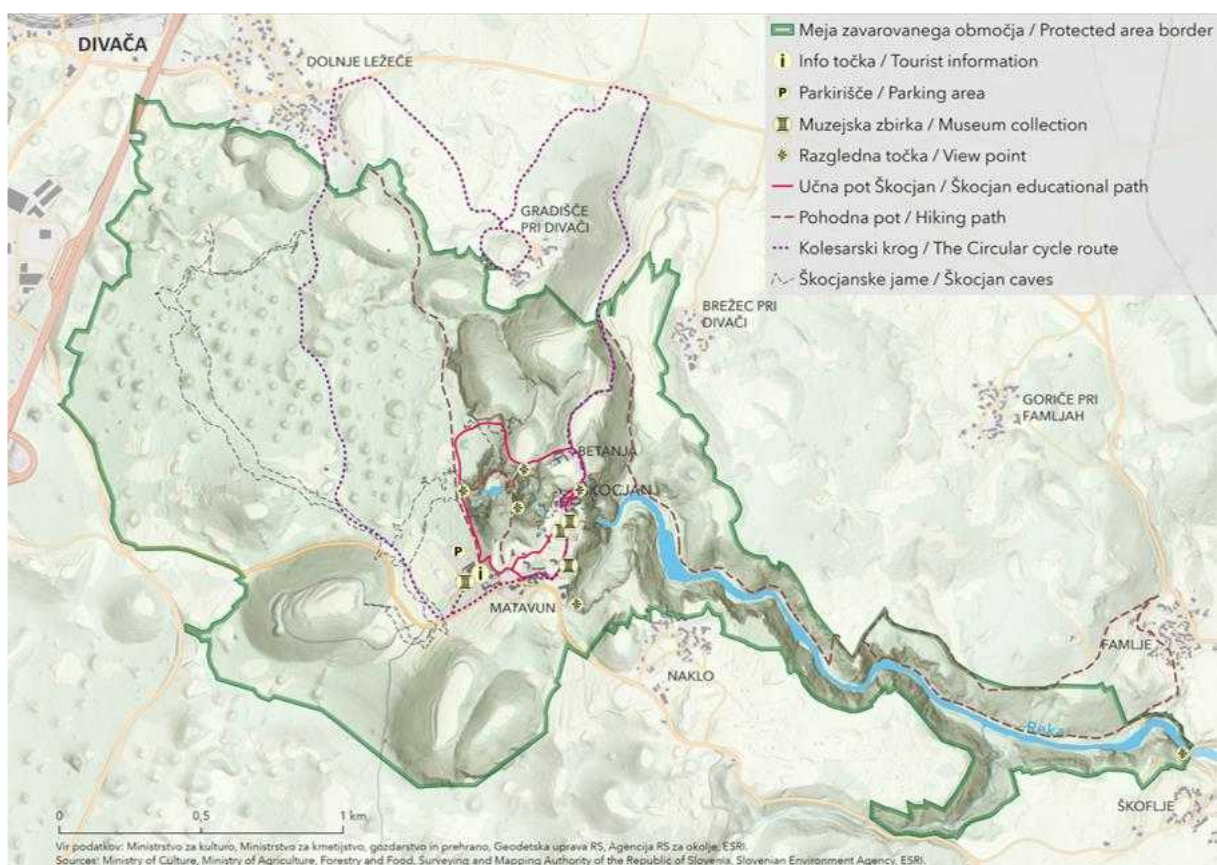 DIVAČA
DOLNJE LEŽEČE
Meja zavarovanega območja / Protected area border
i Info točka / Tourist information
P Parkirišče / Parking area
Muzejska zbirka / Museum collection
Razgledna točka / View point
Učna pot Škocjan / Škocjan educational path
Pohodna pot / Hiking path
Kolesarski krog / The Circular cycle route
Škocjanske jame / Škocjan caves
GRADIŠČE
PRI DIVAČI
BREŽEC PRI
DIVAČI
GORIČE PRI
FAMLJAH
BETANJA
ŠKOCJAN
P
i
MATAVUN
NAKLO
FAMLJE
Reka
ŠKOFLJE
0 0,5 1 km
Vir podatkov: Ministrstvo za kulturo, Ministrstvo za kmetijstvo, gozdarstvo in prehrano, Geodetska uprava RS, Agencija RS za okolje, ESRI.
Sources: Ministry of Culture, Ministry of Agriculture, Forestry and Food, Surveying and Mapping Authority of the Republic of Slovenia, Slovenian Environment Agency, ESRI.